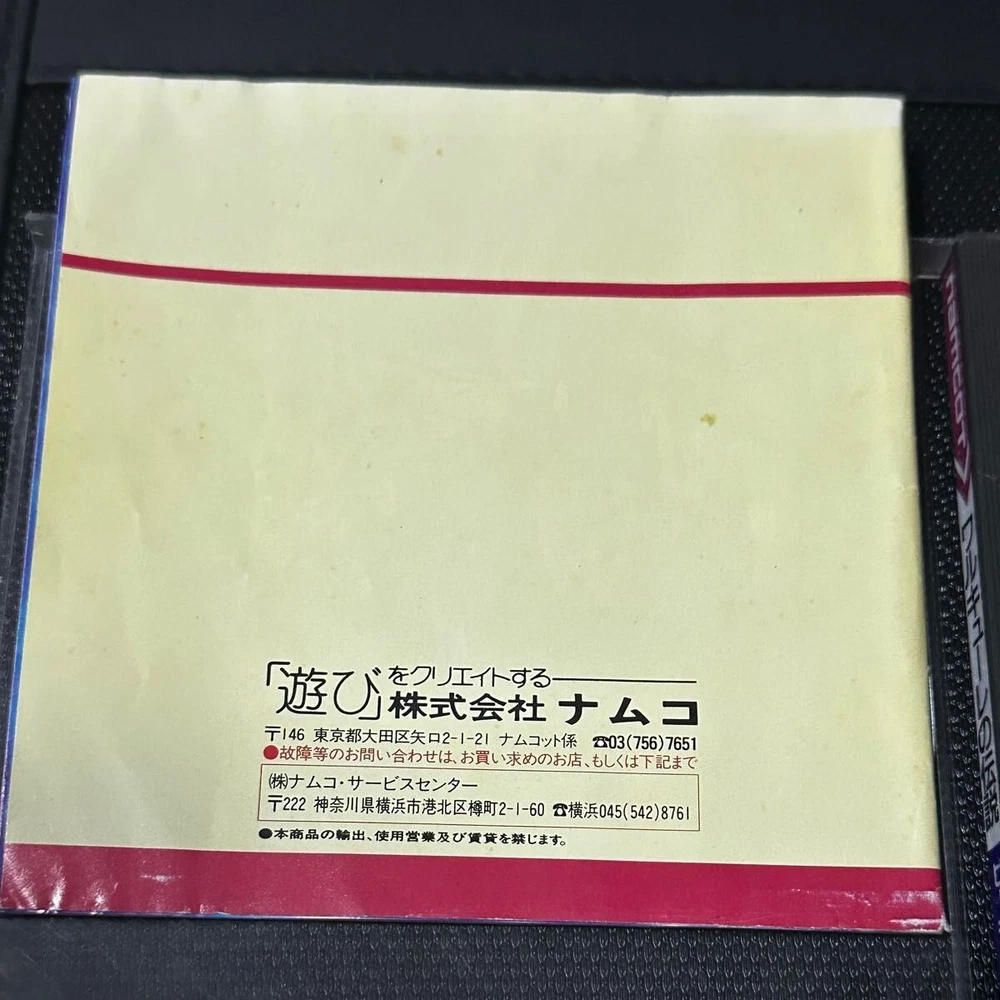 「遊び」をクリエイトする
株式会社 ナムコ
〒146 東京都大田区矢口2-1-21 ナムコット係 ☎03(756)7651
●故障等のお問い合わせは、お買い求めのお店、もしくは下記まで
㈱ナムコ・サービスセンター
〒222 神奈川県横浜市港北区樽町2-1-60 ☎横浜045(542)8761
●本商品の輸出、使用営業及び賃貸を禁じます。
namcot
ワルキューレの伝説